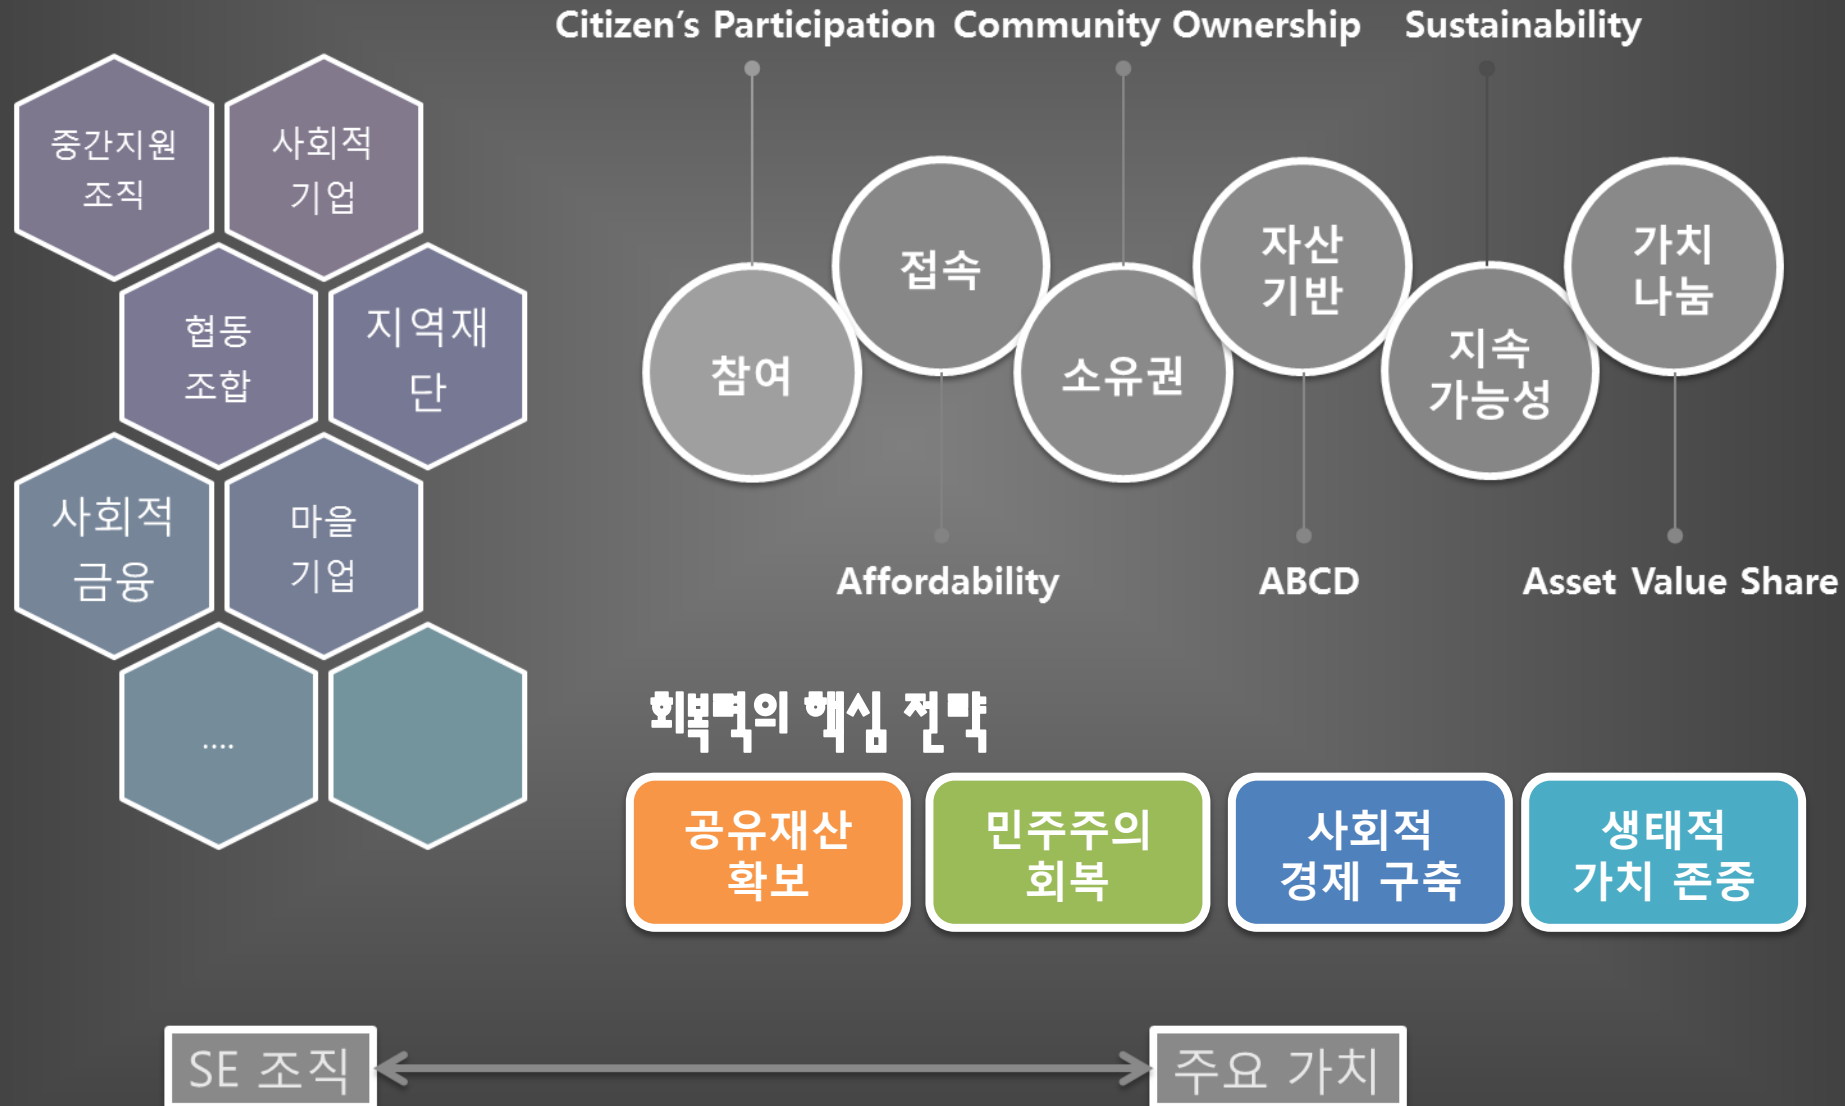 Citizen's Participation
Community Ownership
Sustainability
중간지원
조직
사회적
기업
협동
조합
지역재
단
사회적
금융
마을
기업
....
참여
접속
소유권
자산
기반
지속
가능성
가치
나눔
Affordability
ABCD
Asset Value Share
회복력의 핵심 전략
공유재산
확보
민주주의
회복
사회적
경제 구축
생태적
가치 존중
SE 조직
주요 가치